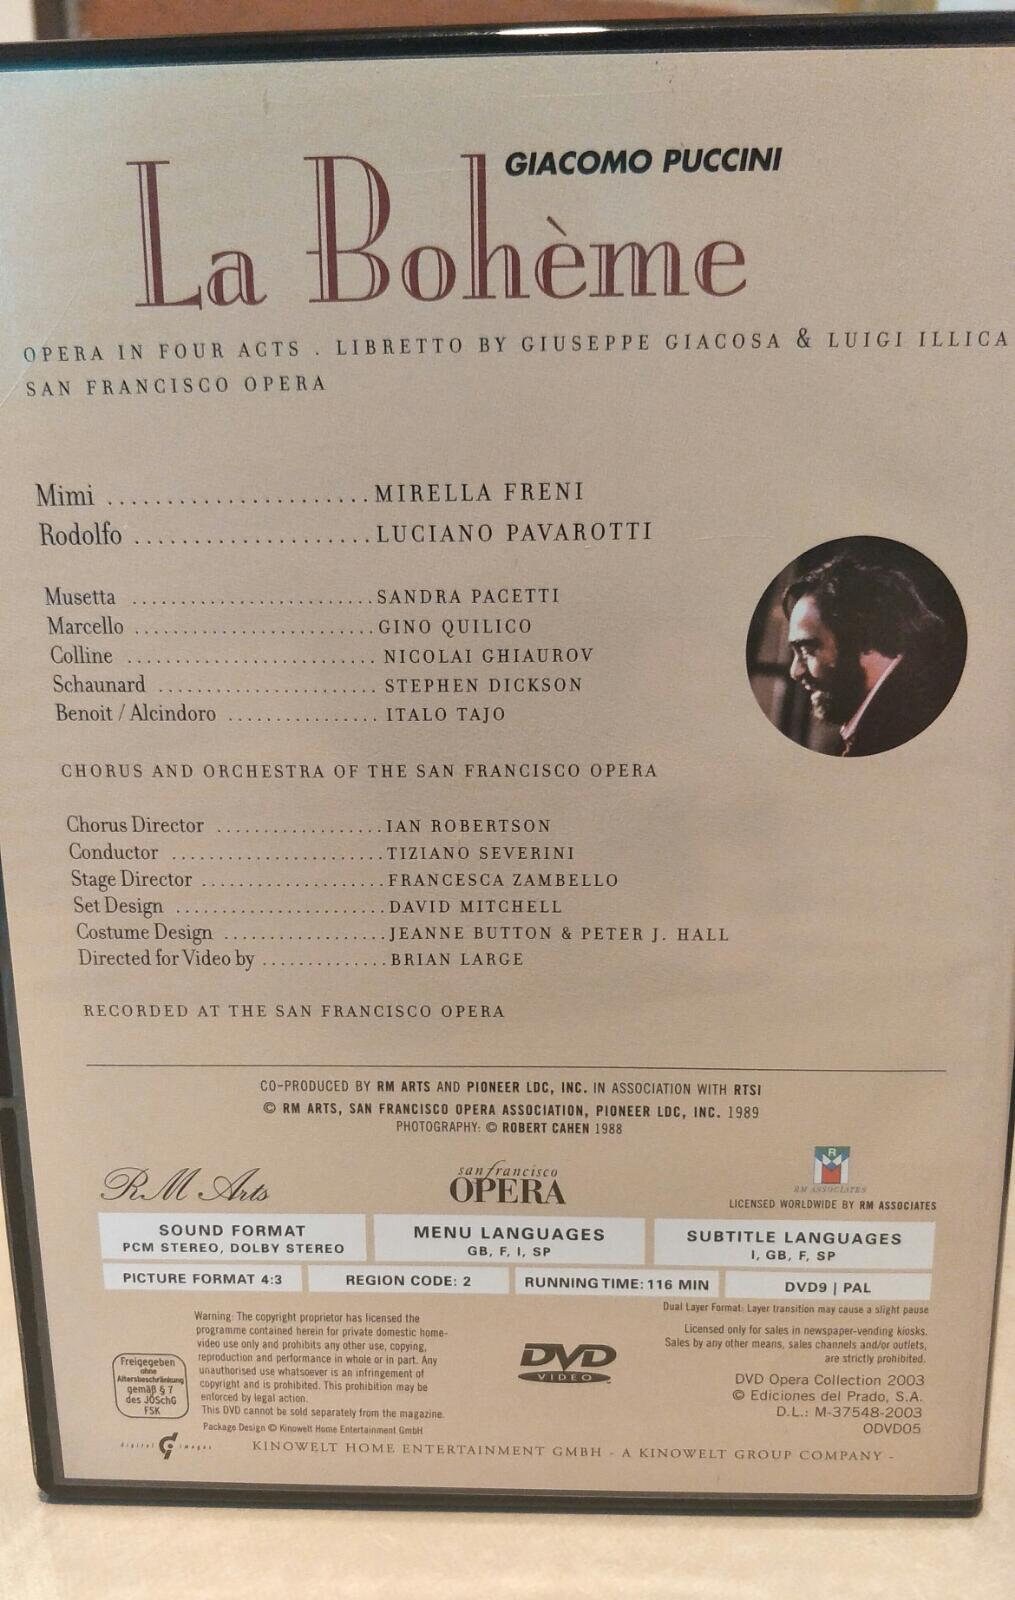 GIACOMO PUCCINI
La Bohème
OPERA IN FOUR ACTS . LIBRETTO BY GIUSEPPE GIACOSA & LUIGI ILLICA
SAN FRANCISCO OPERA
Mimi ...................... MIRELLA FRENI
Rodolfo .................... LUCIANO PAVAROTTI
Musetta ......................... SANDRA PACETTI
Marcello ......................... GINO QUILICO
Colline .......................... NICOLAI GHIAUROV
Schaunard ....................... STEPHEN DICKSON
Benoit / Alcindoro ................ ITALO TAJO
CHORUS AND ORCHESTRA OF THE SAN FRANCISCO OPERA
Chorus Director .................. IAN ROBERTSON
Conductor ....................... TIZIANO SEVERINI
Stage Director .................... FRANCESCA ZAMBELLO
Set Design ....................... DAVID MITCHELL
Costume Design .................. JEANNE BUTTON & PETER J. HALL
Directed for Video by .............. BRIAN LARGE
RECORDED AT THE SAN FRANCISCO OPERA
CO-PRODUCED BY RM ARTS AND PIONEER LDC, INC. IN ASSOCIATION WITH RTSI
© RM ARTS, SAN FRANCISCO OPERA ASSOCIATION, PIONEER LDC, INC. 1989
PHOTOGRAPHY: © ROBERT CAHEN 1988
RM Arts
san francisco
OPERA
R M
RM ASSOCIATES
LICENSED WORLDWIDE BY RM ASSOCIATES
SOUND FORMAT
PCM STEREO, DOLBY STEREO
MENU LANGUAGES
GB, F, I, SP
SUBTITLE LANGUAGES
I, GB, F, SP
PICTURE FORMAT 4:3
REGION CODE: 2
RUNNING TIME: 116 MIN
DVD9 | PAL
Dual Layer Format: Layer transition may cause a slight pause
Warning: The copyright proprietor has licensed the
programme contained herein for private domestic home-
video use only and prohibits any other use, copying,
reproduction and performance in whole or in part. Any
unauthorised use whatsoever is an infringement of
copyright and is prohibited. This prohibition may be
enforced by legal action.
This DVD cannot be sold separately from the magazine.
Package Design © Kinowelt Home Entertainment GmbH
Freigegeben
ohne
Altersbeschränkung
gemäß § 7
des JÖSchG
FSK
DVD
VIDEO
Licensed only for sales in newspaper-vending kiosks.
Sales by any other means, sales channels and/or outlets,
are strictly prohibited.
DVD Opera Collection 2003
© Ediciones del Prado, S.A.
D.L.: M-37548-2003
ODVD05
digital images
KINOWELT HOME ENTERTAINMENT GMBH - A KINOWELT GROUP COMPANY -